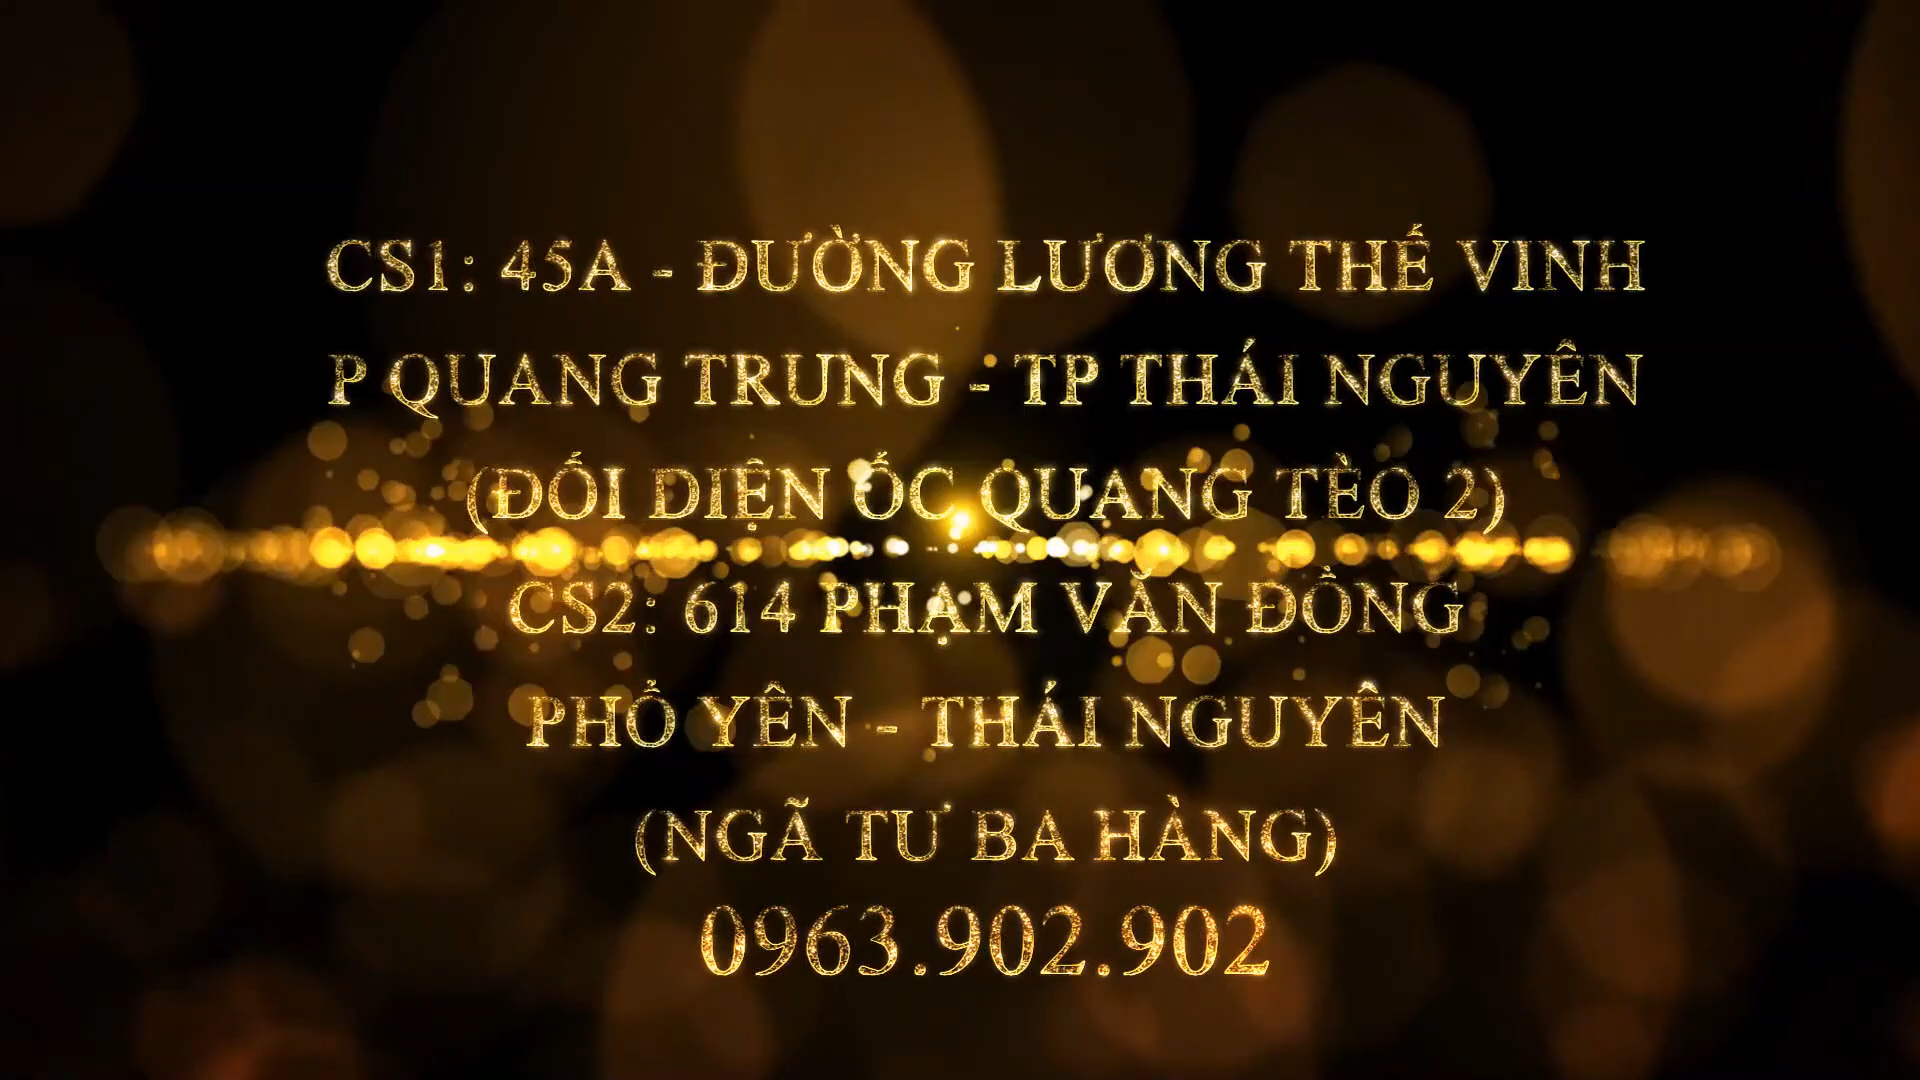 CS1: 45A - ĐƯỜNG LƯƠNG THẾ VINH
P QUANG TRUNG - TP THÁI NGUYÊN
(ĐỐI DIỆN ỐC QUANG TÈO 2)
CS2: 614 PHẠM VĂN ĐỒNG
PHỔ YÊN - THÁI NGUYÊN
(NGÃ TƯ BA HÀNG)
0963.902.902